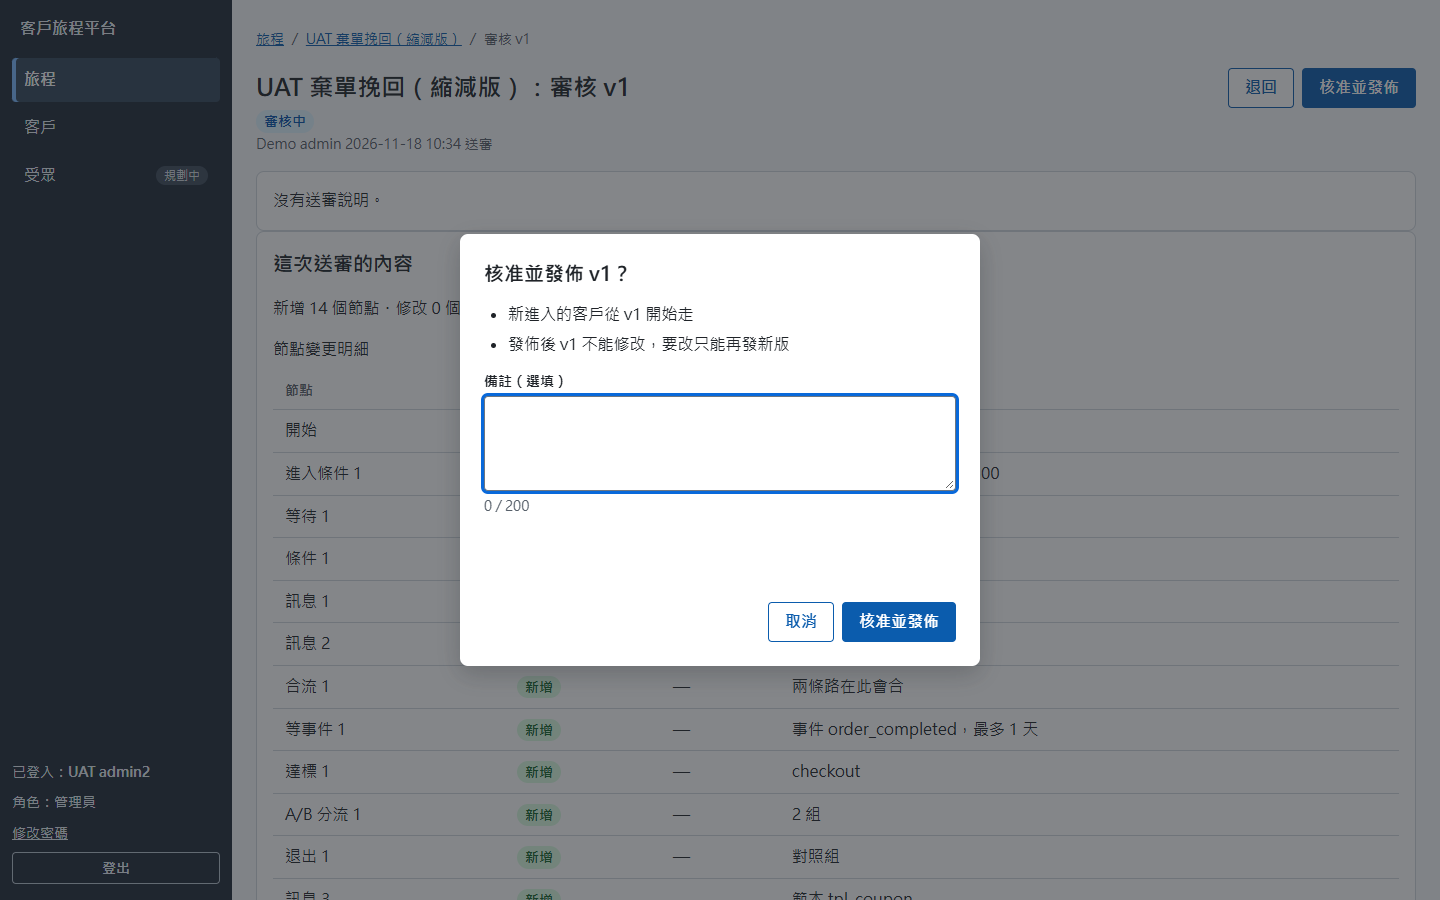 客戶旅程平台
旅程
客戶
受眾 規劃中
已登入：UAT admin2
角色：管理員
修改密碼
登出
旅程 / UAT 棄單挽回（縮減版） / 審核 v1
UAT 棄單挽回（縮減版）：審核 v1
退回
核准並發佈
審核中
Demo admin 2026-11-18 10:34 送審
沒有送審說明。
這次送審的內容
新增 14 個節點・修改 0 個
節點變更明細
節點
開始
進入條件 1
00
等待 1
條件 1
訊息 1
訊息 2
合流 1 新增 — 兩條路在此會合
等事件 1 新增 — 事件 order_completed，最多 1 天
達標 1 新增 — checkout
A/B 分流 1 新增 — 2 組
退出 1 新增 — 對照組
訊息 3 新增 範本 tpl_coupon
核准並發佈 v1？
新進入的客戶從 v1 開始走
發佈後 v1 不能修改，要改只能再發新版
備註（選填）
0 / 200
取消
核准並發佈